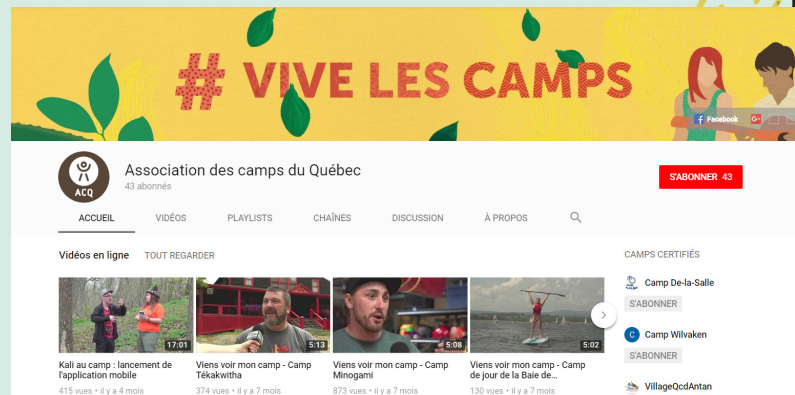 # VIVE LES CAMPS
Facebook G+
ACQ
Association des camps du Québec
43 abonnés
S'ABONNER 43
ACCUEIL VIDÉOS PLAYLISTS CHAÎNES DISCUSSION À PROPOS
Vidéos en ligne TOUT REGARDER
17:01
Kali au camp : lancement de
l'application mobile
415 vues • il y a 4 mois
5:13
Viens voir mon camp - Camp
Tékakwitha
374 vues • il y a 7 mois
5:08
Viens voir mon camp - Camp
Minogami
873 vues • il y a 7 mois
5:02
Viens voir mon camp - Camp
de jour de la Baie de...
130 vues • il y a 7 mois
CAMPS CERTIFIÉS
Camp De-la-Salle
S'ABONNER
C Camp Wilvaken
S'ABONNER
VillageQcdAntan